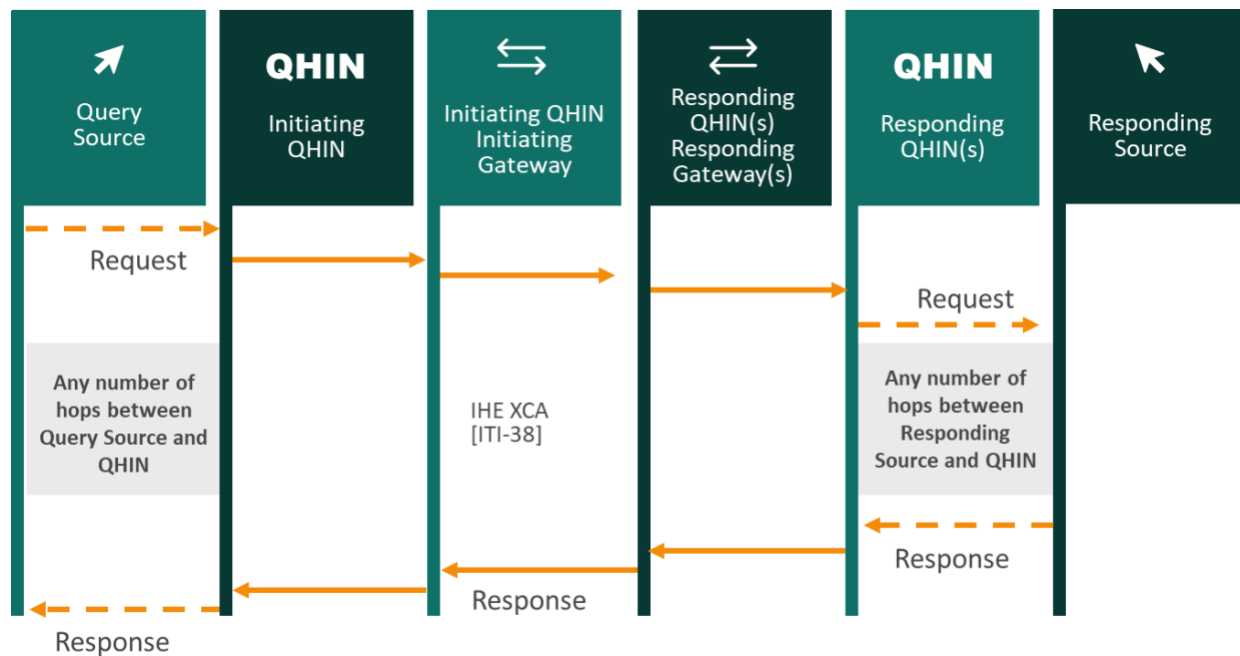 Query
Source
QHIN
Initiating
QHIN
Initiating QHIN
Initiating
Gateway
Responding
QHIN(s)
Responding
Gateway(s)
QHIN
Responding
QHIN(s)
Responding
Source
Request
Request
Any number of
hops between
Query Source and
QHIN
IHE XCA
[ITI-38]
Any number of
hops between
Responding
Source and QHIN
Response
Response
Response